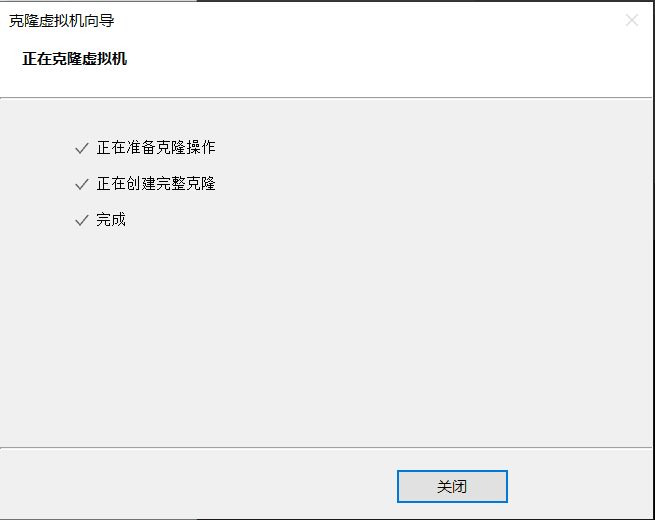 克隆虚拟机向导
正在克隆虚拟机
正在准备克隆操作
正在创建完整克隆
完成
关闭